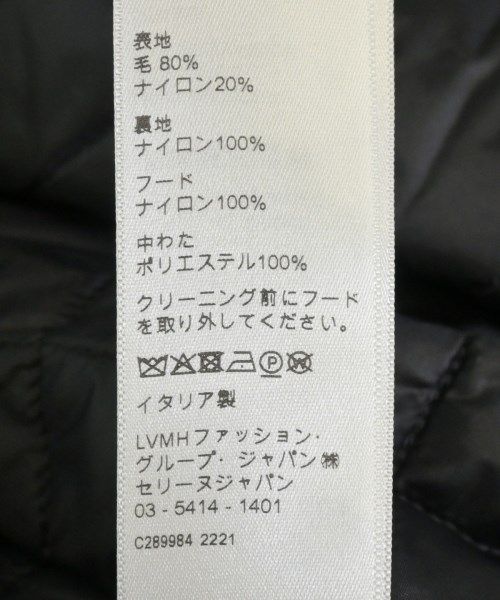 表地
毛 80%
ナイロン20%
裏地
ナイロン100%
フード
ナイロン100%
中わた
ポリエステル100%
クリーニング前にフード
を取り外してください。
イタリア製
LVMHファッション・
グループ・ジャパン㈱
セリーヌジャパン
03 - 5414 - 1401
C289984 2221